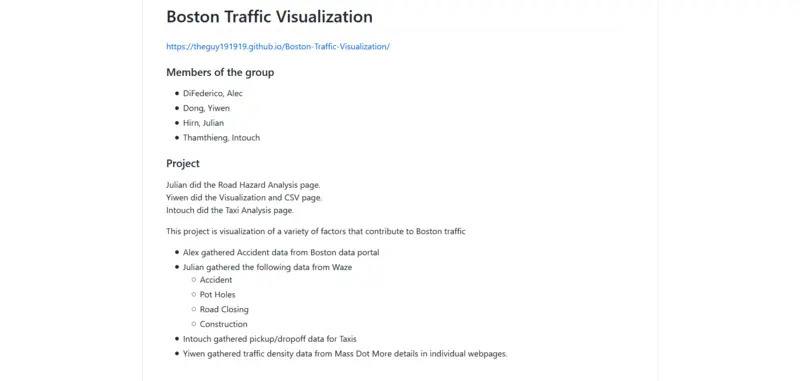 Boston Traffic Visualization
https://theguy191919.github.io/Boston-Traffic-Visualization/
Members of the group
DiFederico, Alec
Dong, Yiwen
Hirn, Julian
Thamthieng, Intouch
Project
Julian did the Road Hazard Analysis page.
Yiwen did the Visualization and CSV page.
Intouch did the Taxi Analysis page.
This project is visualization of a variety of factors that contribute to Boston traffic
Alex gathered Accident data from Boston data portal
Julian gathered the following data from Waze
Accident
Pot Holes
Road Closing
Construction
Intouch gathered pickup/dropoff data for Taxis
Yiwen gathered traffic density data from Mass Dot More details in individual webpages.